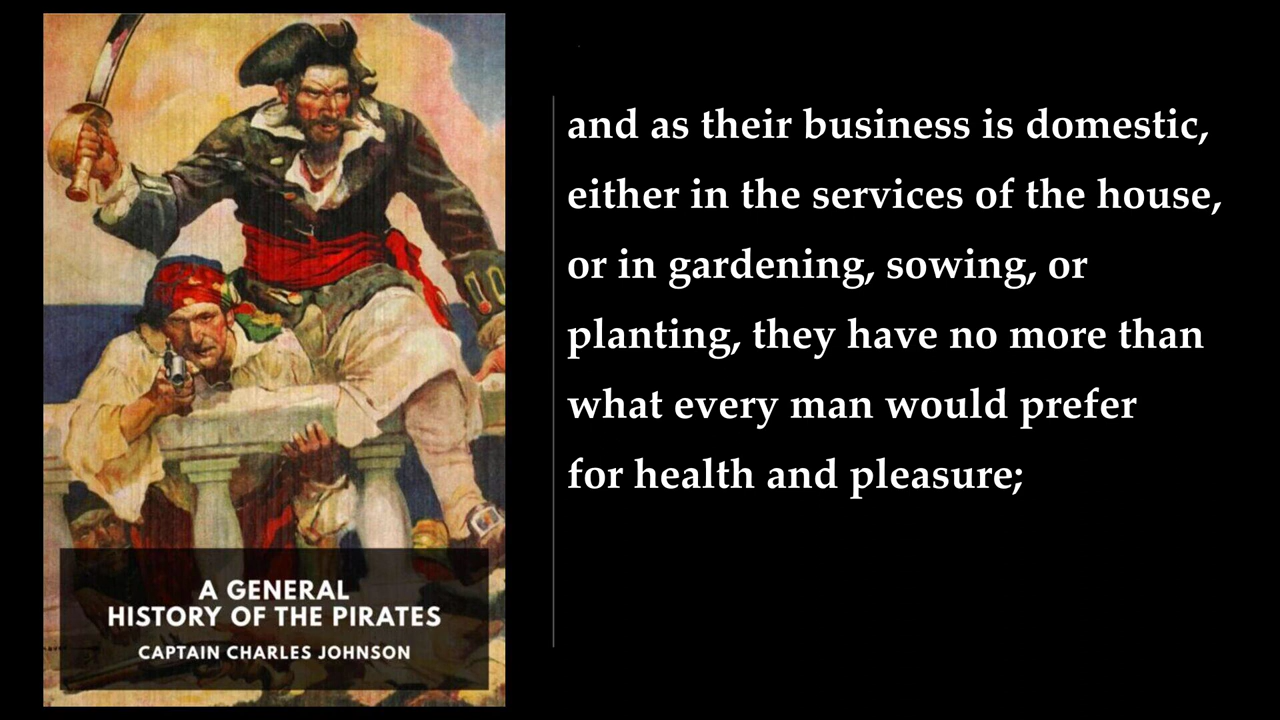 and as their business is domestic,
either in the services of the house,
or in gardening, sowing, or
planting, they have no more than
what every man would prefer
for health and pleasure;
A GENERAL
HISTORY OF THE PIRATES
CAPTAIN CHARLES JOHNSON